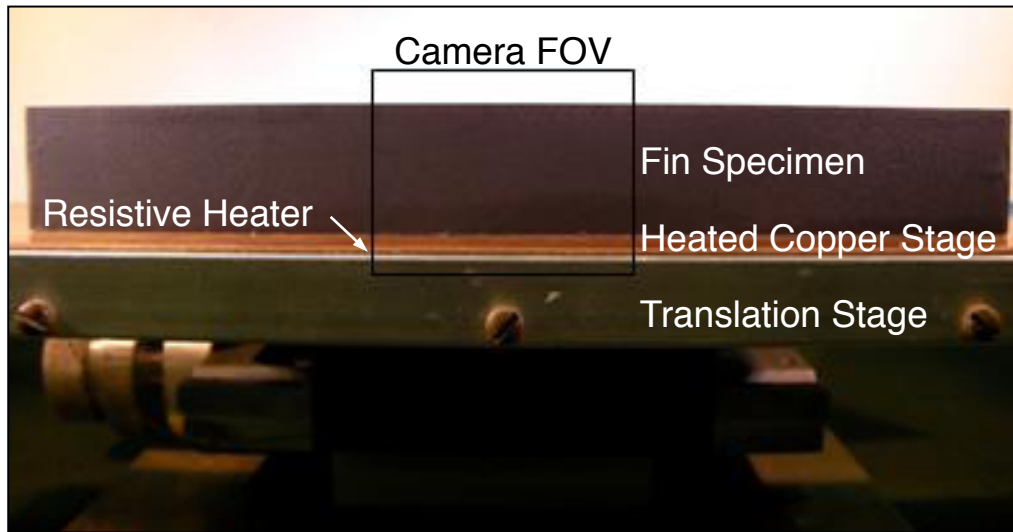 Camera FOV
Fin Specimen
Resistive Heater
Heated Copper Stage
Translation Stage